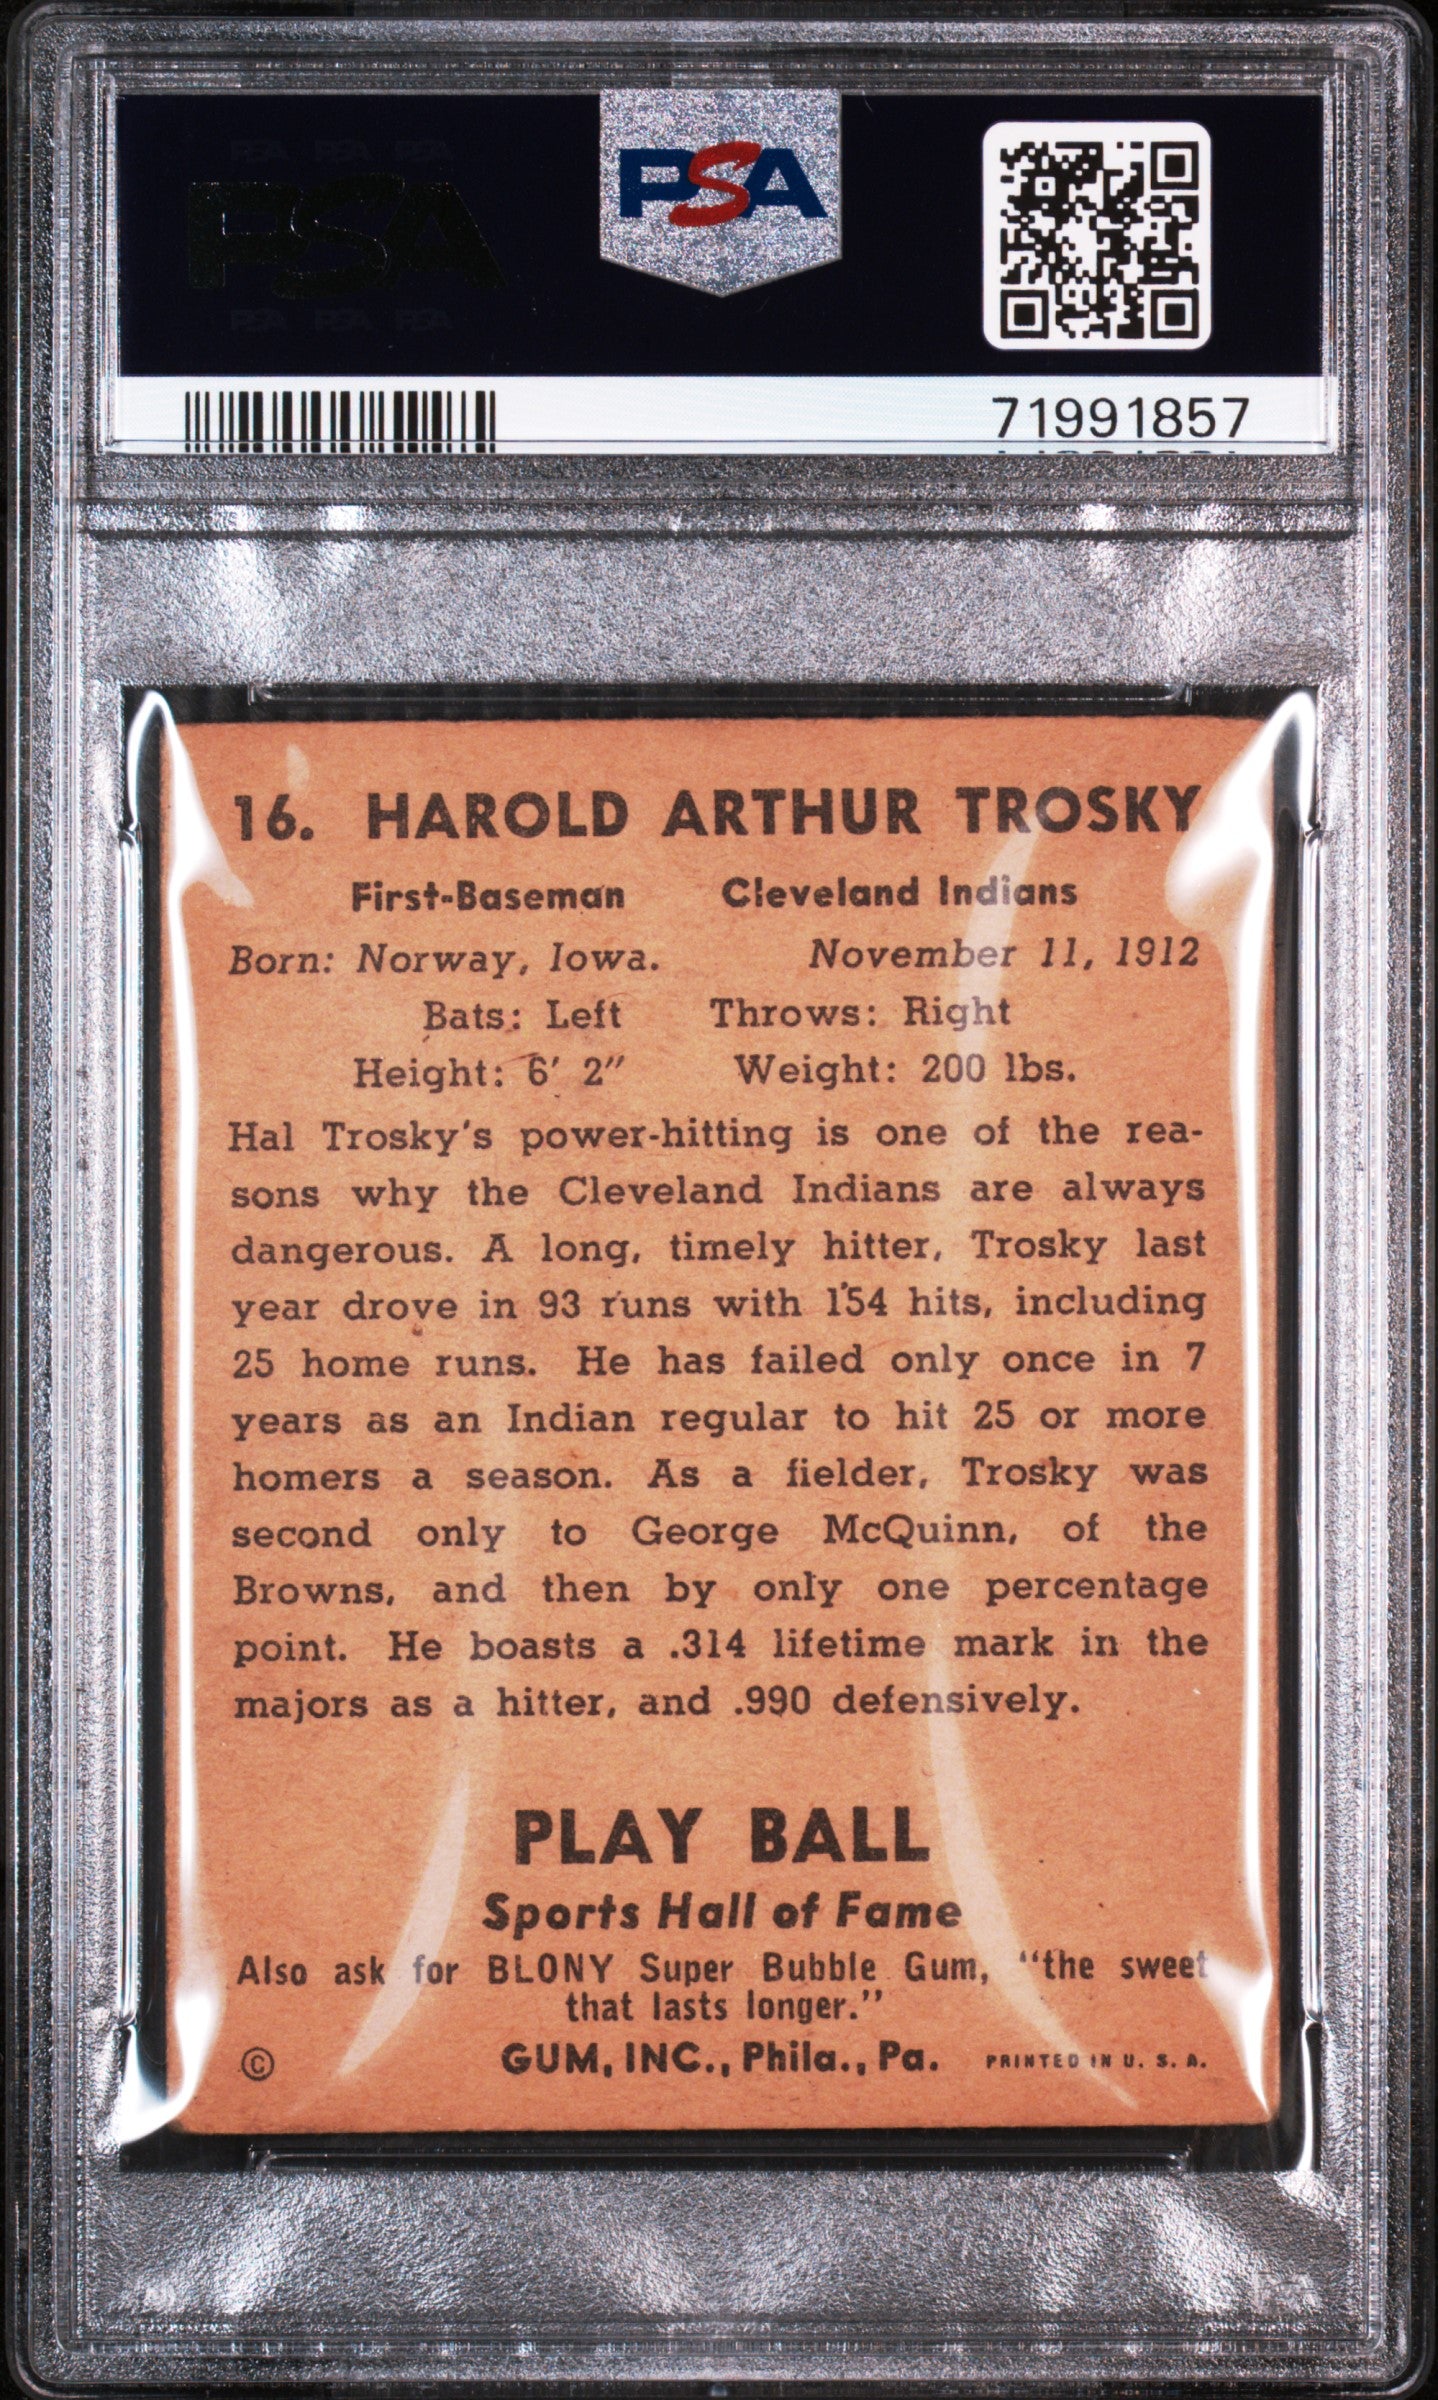 PSA PSA PSA
PSA
PSA PSA PSA
PSA
71991857
16. HAROLD ARTHUR TROSKY
First-Baseman Cleveland Indians
Born: Norway, Iowa. November 11, 1912
Bats: Left Throws: Right
Height: 6' 2" Weight: 200 lbs.
Hal Trosky's power-hitting is one of the rea-
sons why the Cleveland Indians are always
dangerous. A long, timely hitter, Trosky last
year drove in 93 runs with 154 hits, including
25 home runs. He has failed only once in 7
years as an Indian regular to hit 25 or more
homers a season. As a fielder, Trosky was
second only to George McQuinn, of the
Browns, and then by only one percentage
point. He boasts a .314 lifetime mark in the
majors as a hitter, and .990 defensively.
PLAY BALL
Sports Hall of Fame
Also ask for BLONY Super Bubble Gum, "the sweet
that lasts longer."
© GUM, INC., Phila., Pa. PRINTED IN U. S. A.